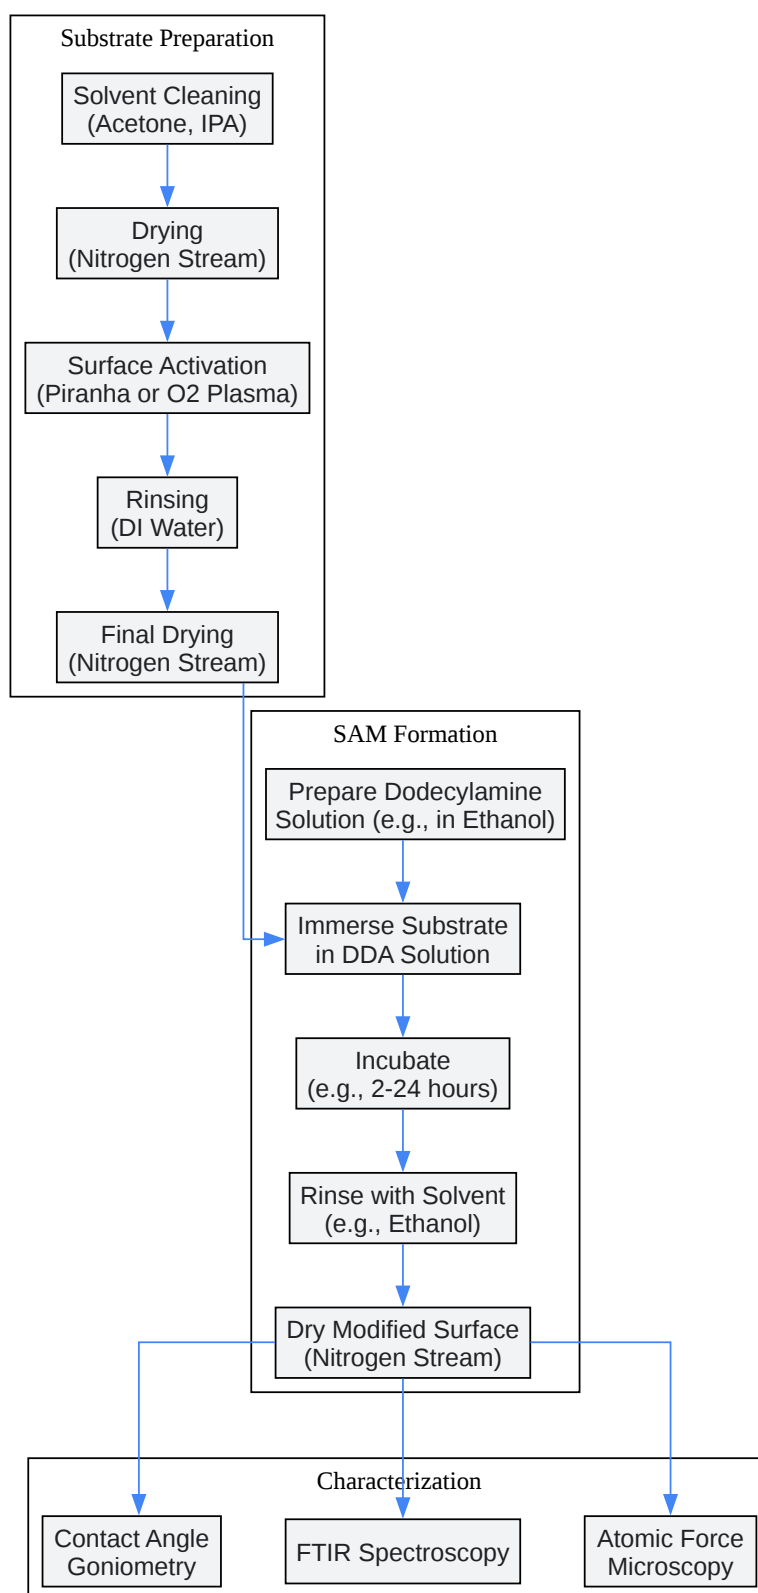 Substrate Preparation
Solvent Cleaning
(Acetone, IPA)
Drying
(Nitrogen Stream)
Surface Activation
(Piranha or O2 Plasma)
Rinsing
(DI Water)
Final Drying
(Nitrogen Stream)
SAM Formation
Prepare Dodecylamine
Solution (e.g., in Ethanol)
Immerse Substrate
in DDA Solution
Incubate
(e.g., 2-24 hours)
Rinse with Solvent
(e.g., Ethanol)
Dry Modified Surface
(Nitrogen Stream)
Characterization
Contact Angle
Goniometry
FTIR Spectroscopy
Atomic Force
Microscopy